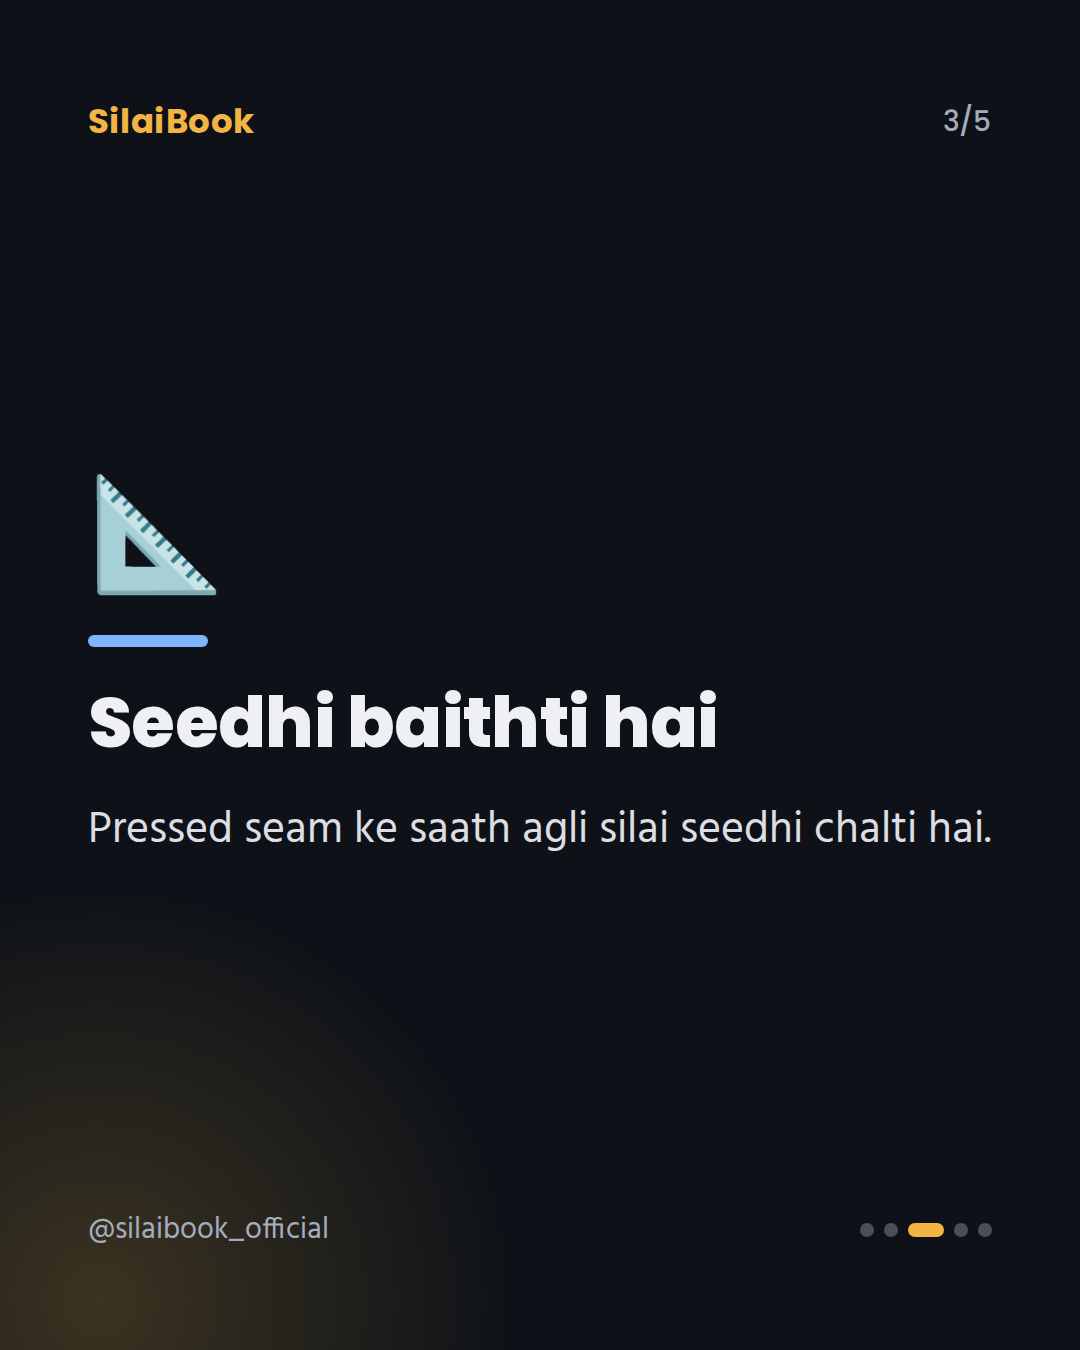 SilaiBook
3/5
Seedhi baithti hai
Pressed seam ke saath agli silai seedhi chalti hai.
@silaibook_official